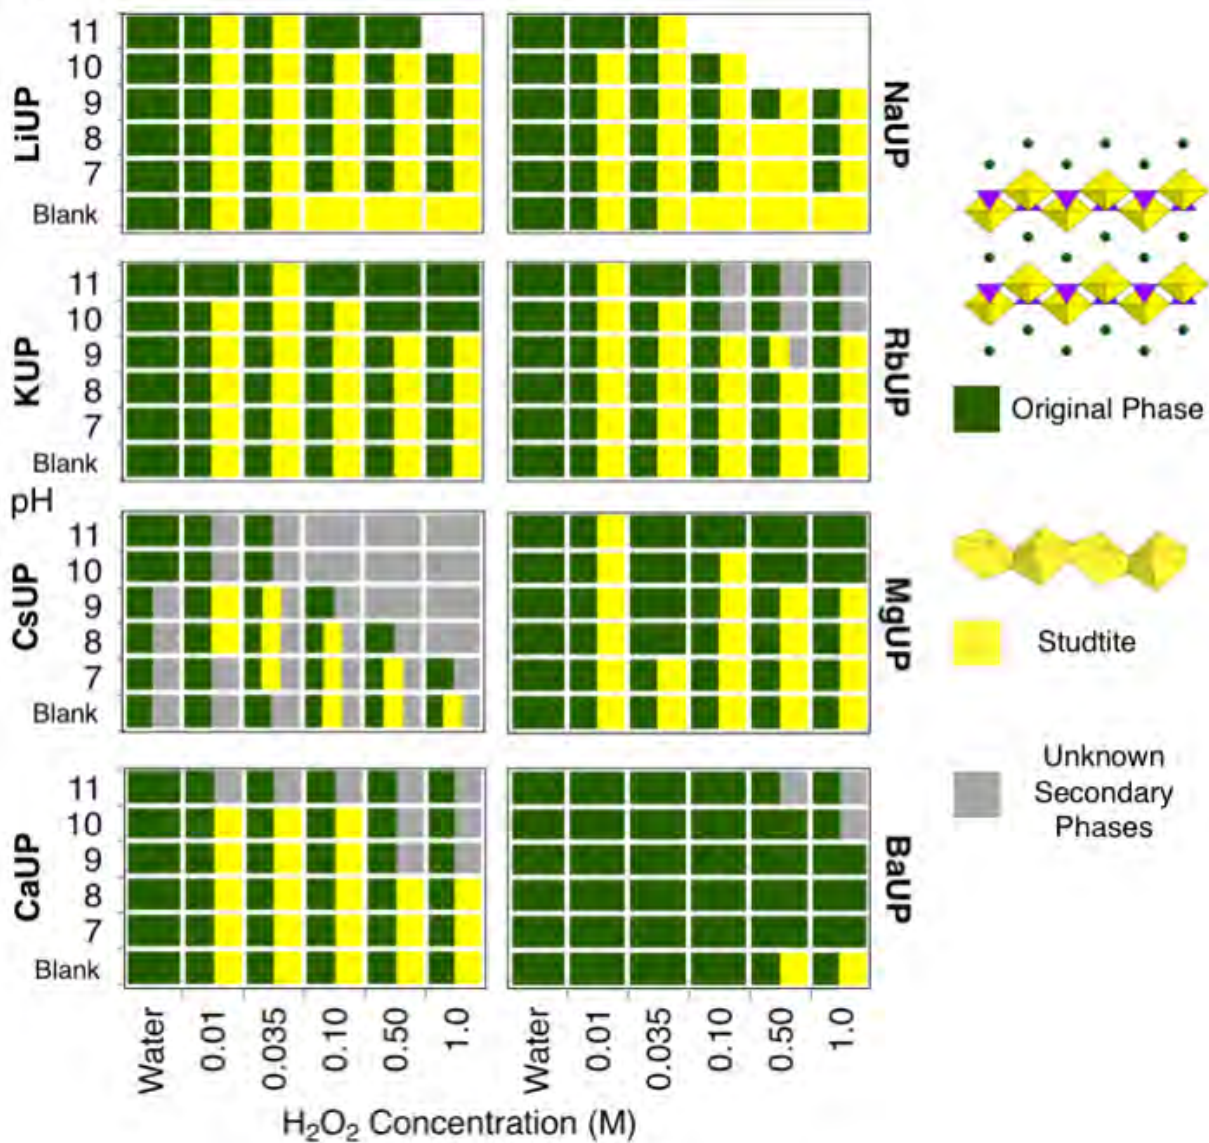 LiUP
11
10
9
8
7
Blank
NaUP
KUP
11
10
9
8
7
Blank
RbUP
pH
CsUP
11
10
9
8
7
Blank
MgUP
CaUP
11
10
9
8
7
Blank
BaUP
Water
0.01
0.035
0.10
0.50
1.0
Water
0.01
0.035
0.10
0.50
1.0
H₂O₂ Concentration (M)
Original Phase
Studtite
Unknown
Secondary
Phases